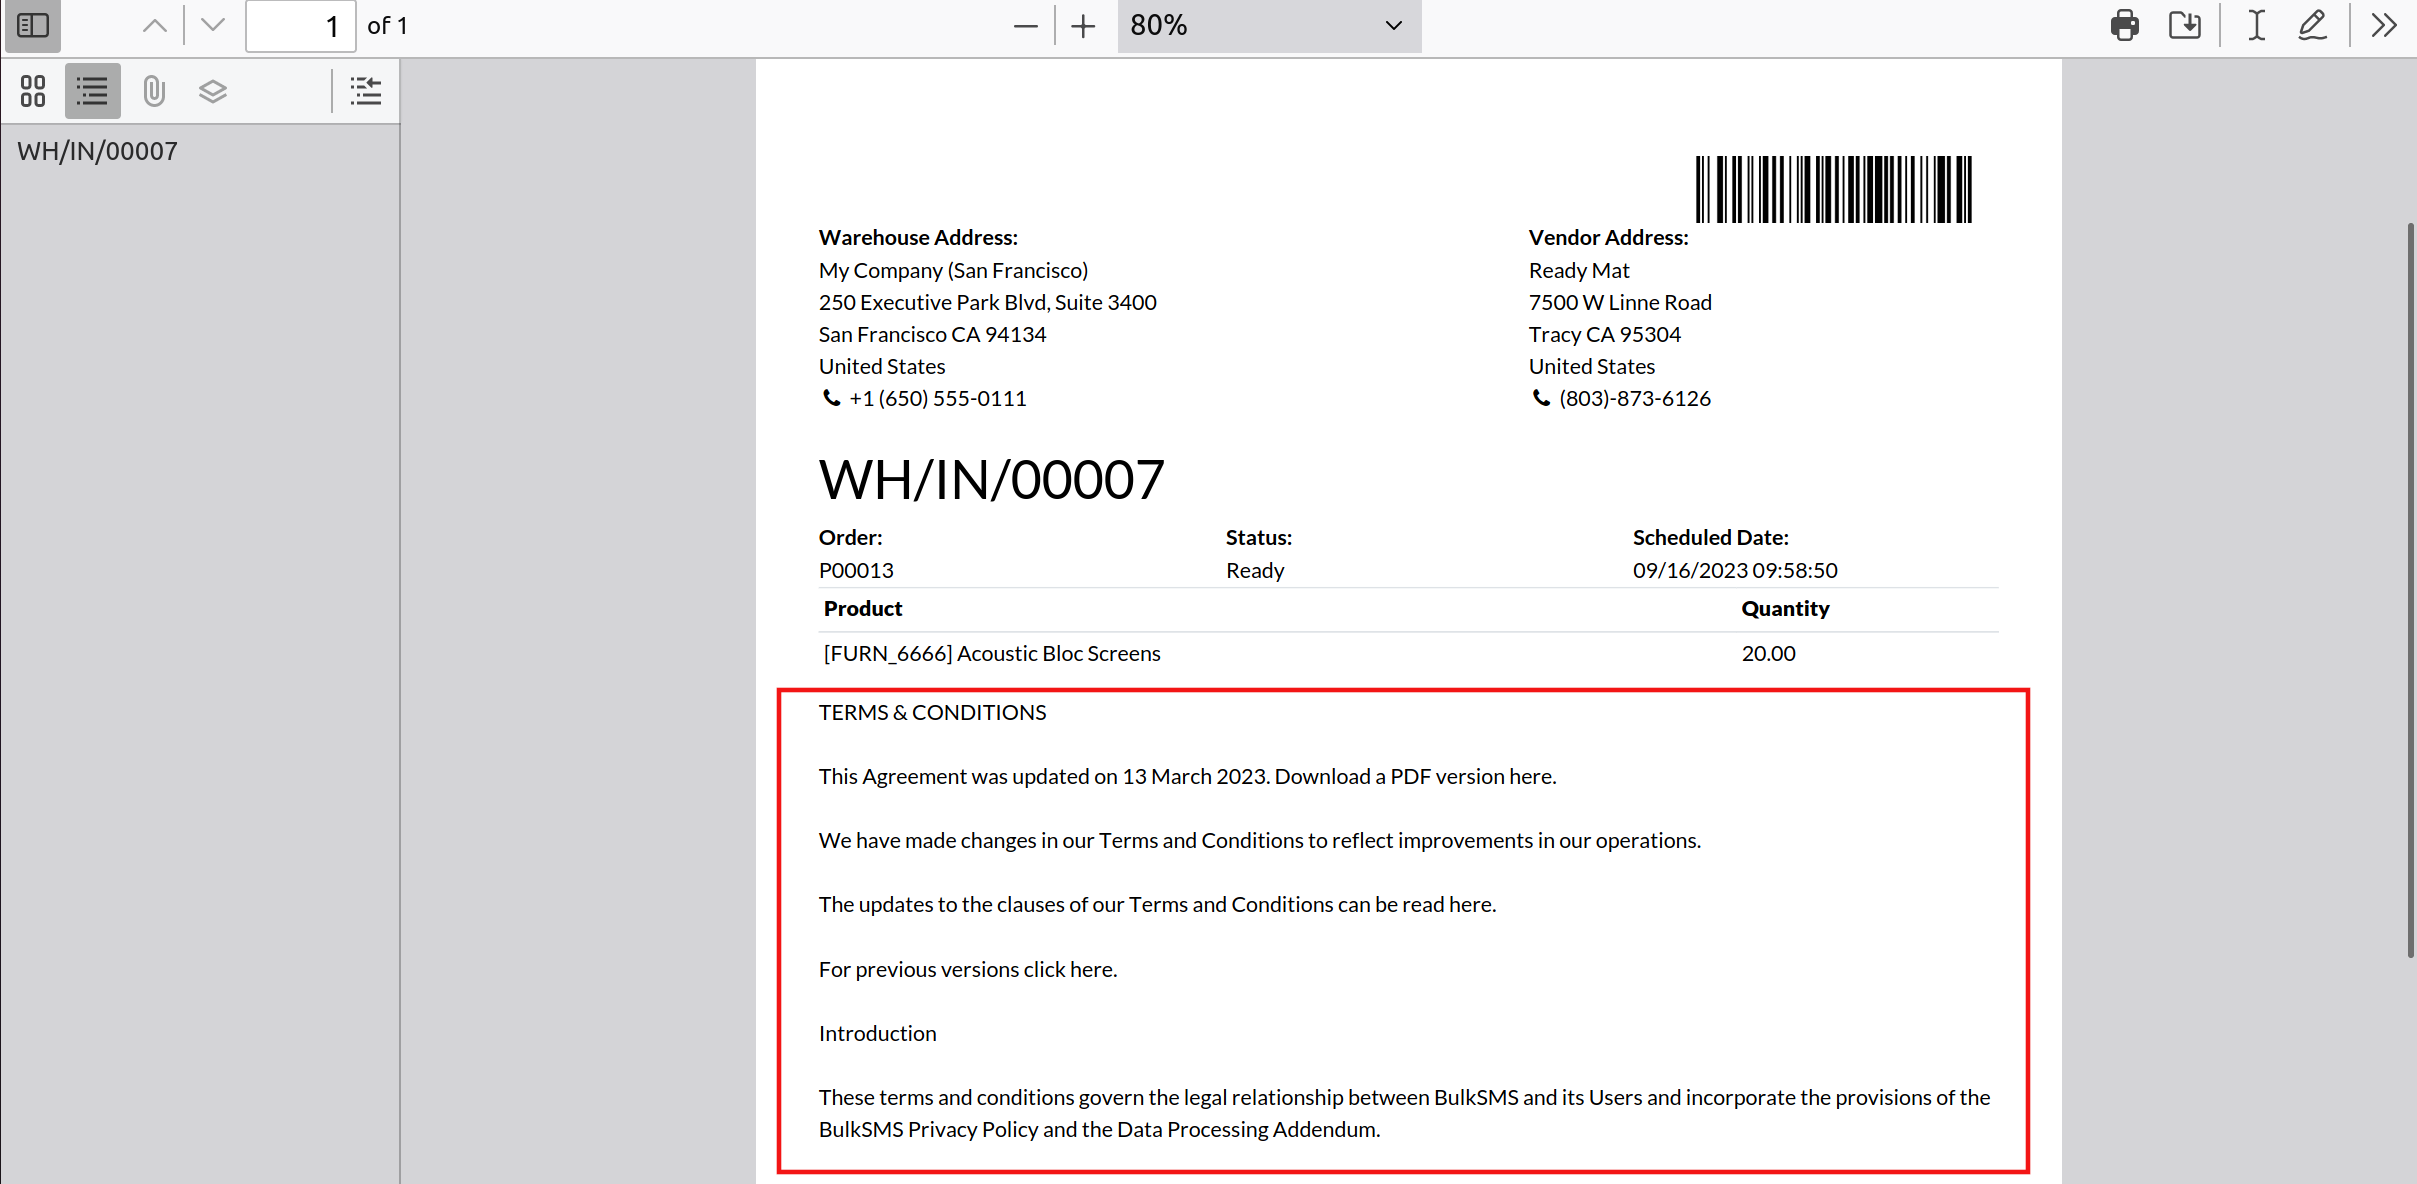 1 of 1
80%
WH/IN/00007
Warehouse Address:
My Company (San Francisco)
250 Executive Park Blvd, Suite 3400
San Francisco CA 94134
United States
+1 (650) 555-0111
Vendor Address:
Ready Mat
7500 W Linne Road
Tracy CA 95304
United States
(803)-873-6126
WH/IN/00007
Order: Status: Scheduled Date:
P00013 Ready 09/16/2023 09:58:50
Product Quantity
[FURN_6666] Acoustic Bloc Screens 20.00
TERMS & CONDITIONS
This Agreement was updated on 13 March 2023. Download a PDF version here.
We have made changes in our Terms and Conditions to reflect improvements in our operations.
The updates to the clauses of our Terms and Conditions can be read here.
For previous versions click here.
Introduction
These terms and conditions govern the legal relationship between BulkSMS and its Users and incorporate the provisions of the
BulkSMS Privacy Policy and the Data Processing Addendum.